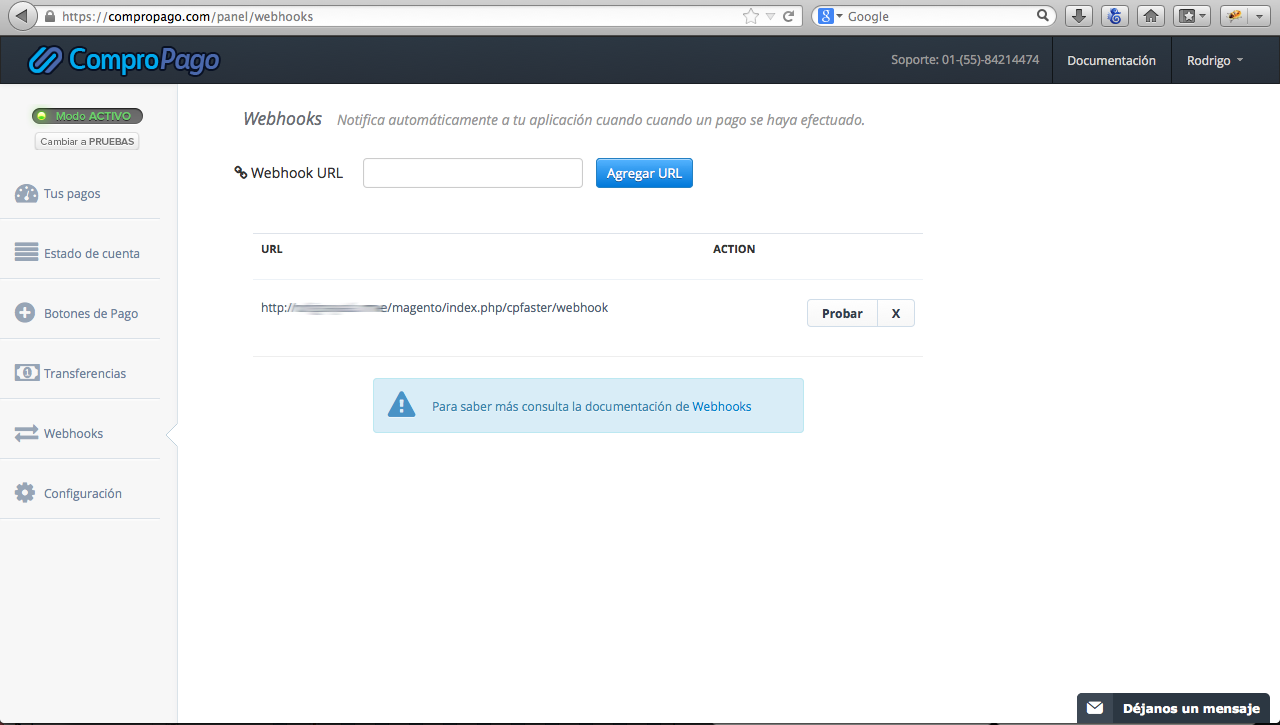 https://compropago.com/panel/webhooks
Google
ComproPago
Soporte: 01-(55)-84214474
Documentación
Rodrigo
Modo ACTIVO
Cambiar a PRUEBAS
Tus pagos
Estado de cuenta
Botones de Pago
Transferencias
Webhooks
Configuración
Webhooks Notifica automáticamente a tu aplicación cuando cuando un pago se haya efectuado.
Webhook URL Agregar URL
URL ACTION
http:// e/magento/index.php/cpfaster/webhook Probar X
Para saber más consulta la documentación de Webhooks
Déjanos un mensaje